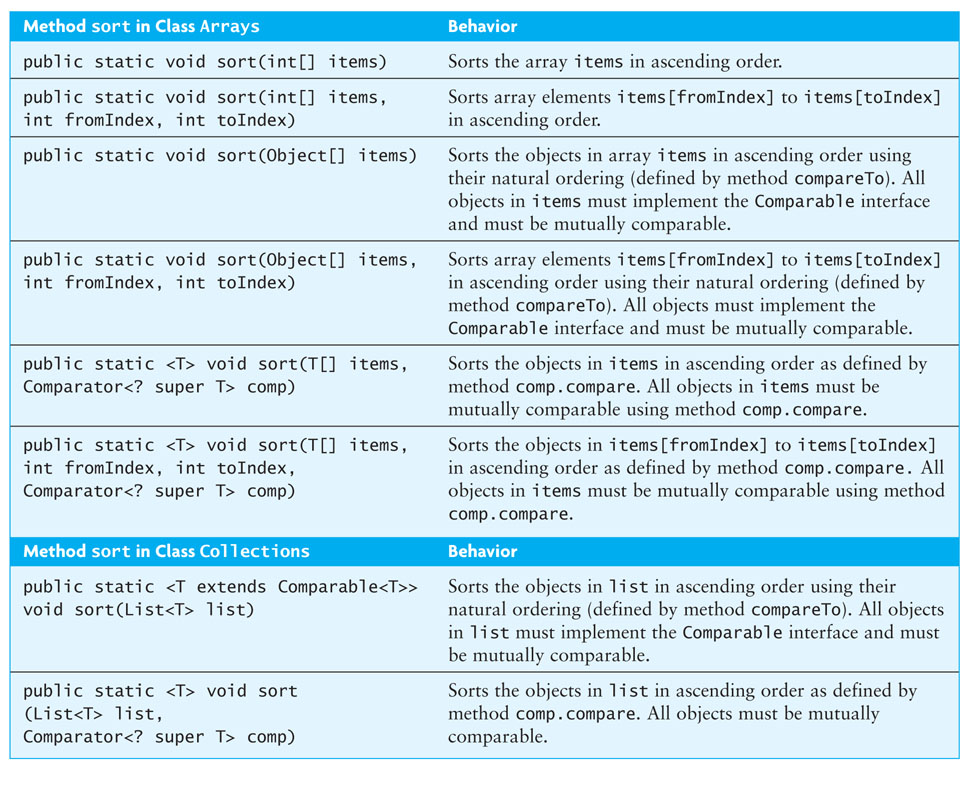 Method sort in Class Arrays
Behavior
public static void sort(int[] items)
Sorts the array items in ascending order.
public static void sort(int[] items,
int fromIndex, int toIndex)
Sorts array elements items[fromIndex] to items[toIndex]
in ascending order.
public static void sort(Object[] items)
Sorts the objects in array items in ascending order using
their natural ordering (defined by method compareTo). All
objects in items must implement the Comparable interface
and must be mutually comparable.
public static void sort(Object[] items,
int fromIndex, int toIndex)
Sorts array elements items[fromIndex] to items[toIndex]
in ascending order using their natural ordering (defined by
method compareTo). All objects must implement the
Comparable interface and must be mutually comparable.
public static <T> void sort(T[] items,
Comparator<? super T> comp)
Sorts the objects in items in ascending order as defined by
method comp.compare. All objects in items must be
mutually comparable using method comp.compare.
public static <T> void sort(T[] items,
int fromIndex, int toIndex,
Comparator<? super T> comp)
Sorts the objects in items[fromIndex] to items[toIndex]
in ascending order as defined by method comp.compare. All
objects in items must be mutually comparable using method
comp.compare.
Method sort in Class Collections
Behavior
public static <T extends Comparable<T>>
void sort(List<T> list)
Sorts the objects in list in ascending order using their
natural ordering (defined by method compareTo). All objects
in list must implement the Comparable interface and must
be mutually comparable.
public static <T> void sort
(List<T> list,
Comparator<? super T> comp)
Sorts the objects in list in ascending order as defined by
method comp.compare. All objects must be mutually
comparable.